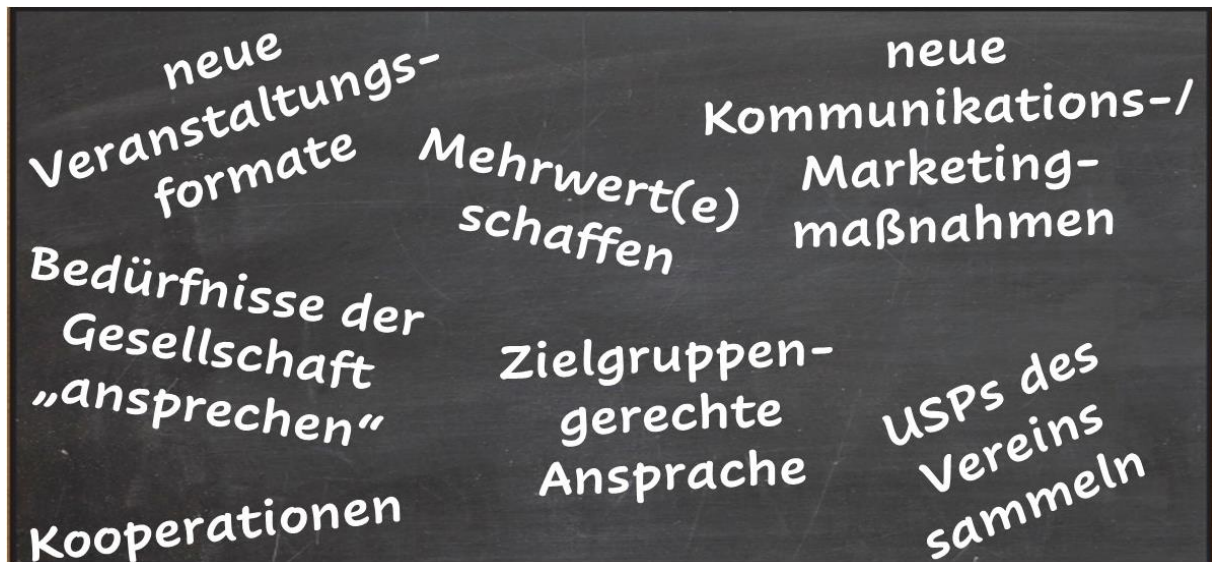 neue
Veranstaltungs-
formate
Mehrwert(e)
schaffen
neue
Kommunikations-/
Marketing-
maßnahmen
Bedürfnisse der
Gesellschaft
„ansprechen“
Zielgruppen-
gerechte
Ansprache
USPs des
Vereins
sammeln
Kooperationen